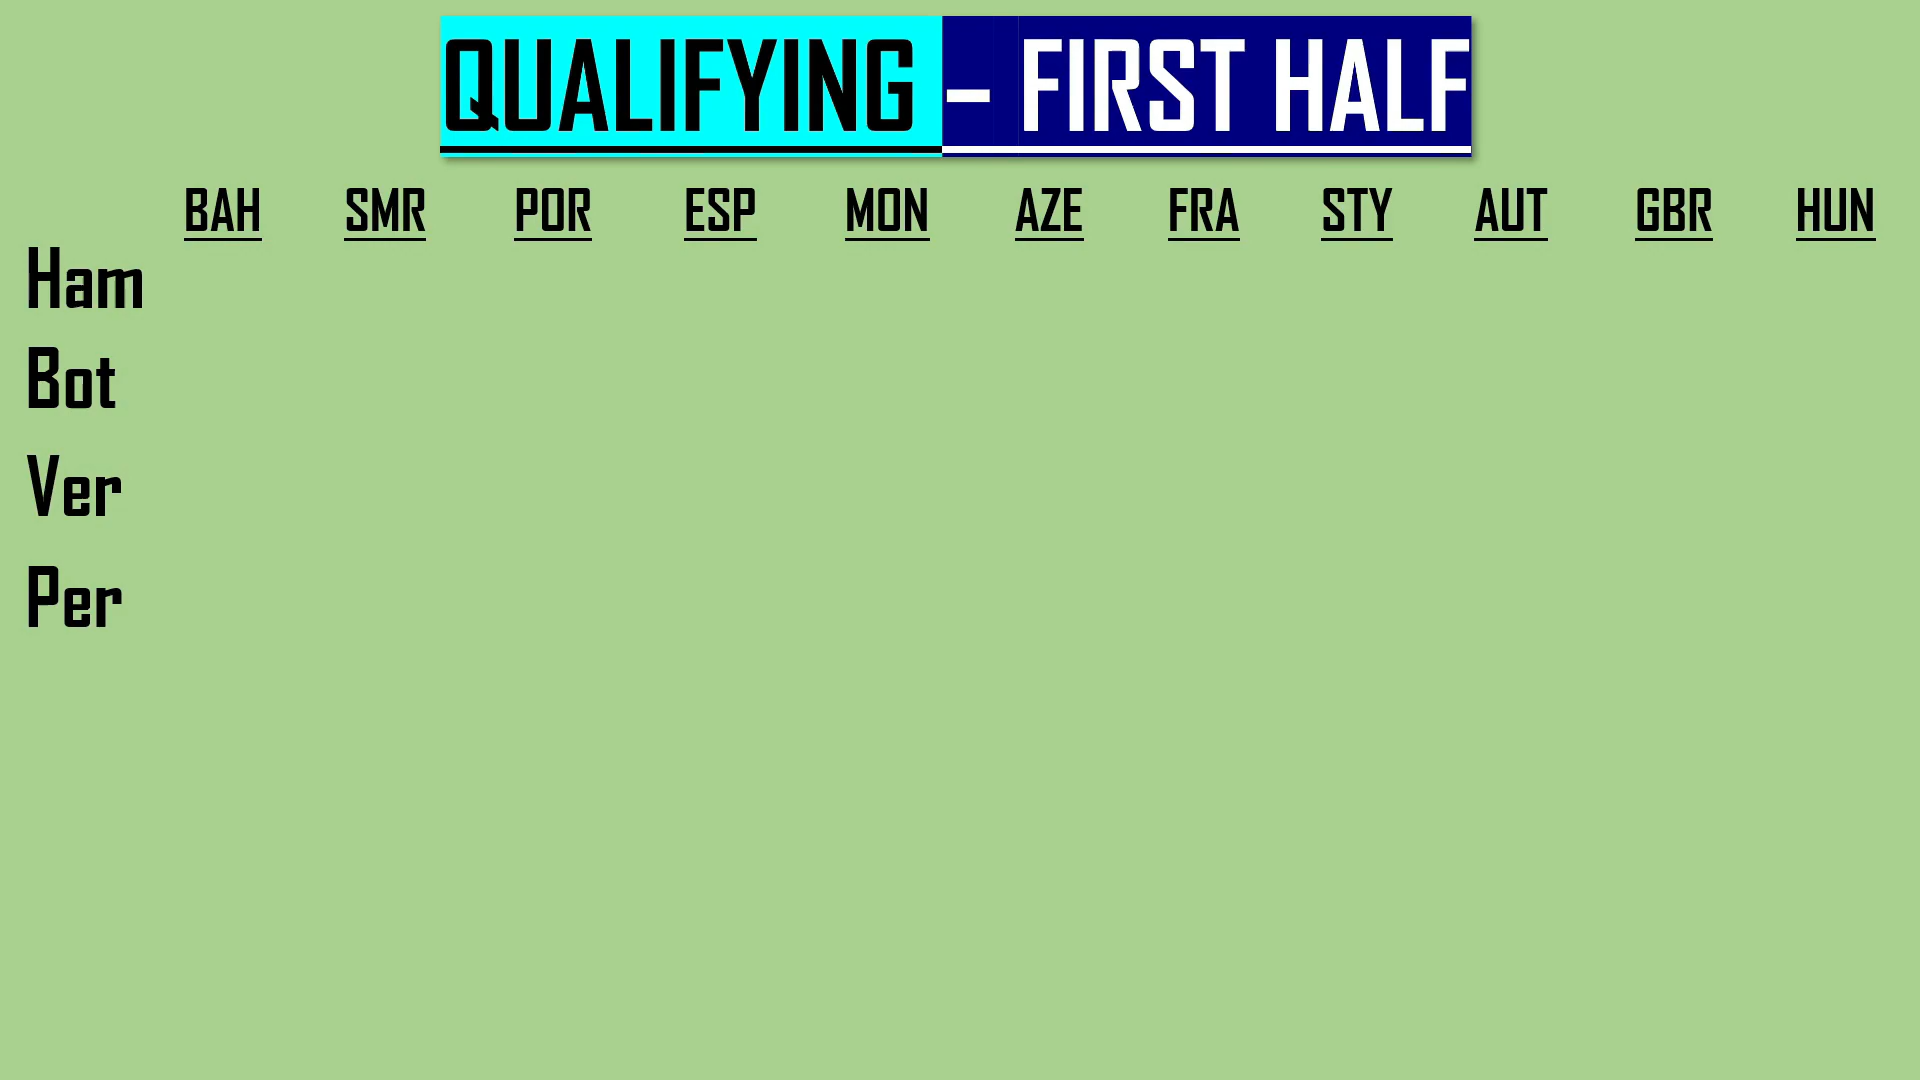 QUALIFYING – FIRST HALF
BAH SMR POR ESP MON AZE FRA STY AUT GBR HUN
Ham
Bot
Ver
Per